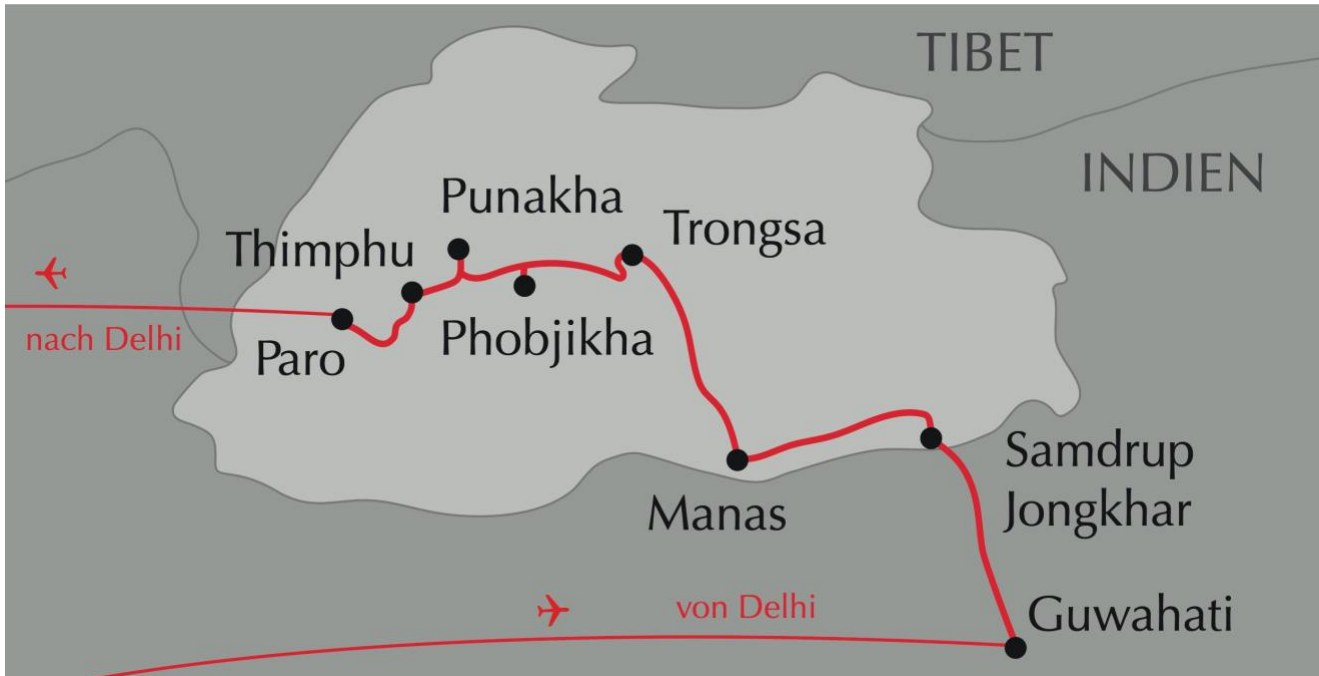 TIBET
INDIEN
Punakha
Trongsa
Thimphu
nach Delhi
Paro
Phobjikha
Samdrup
Jongkhar
Manas
von Delhi
Guwahati